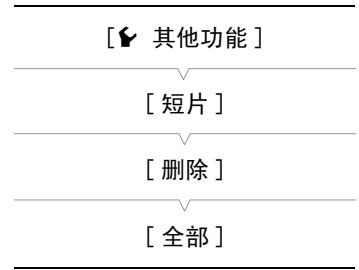 [ 其他功能 ]
[ 短片 ]
[ 删除 ]
[ 全部 ]